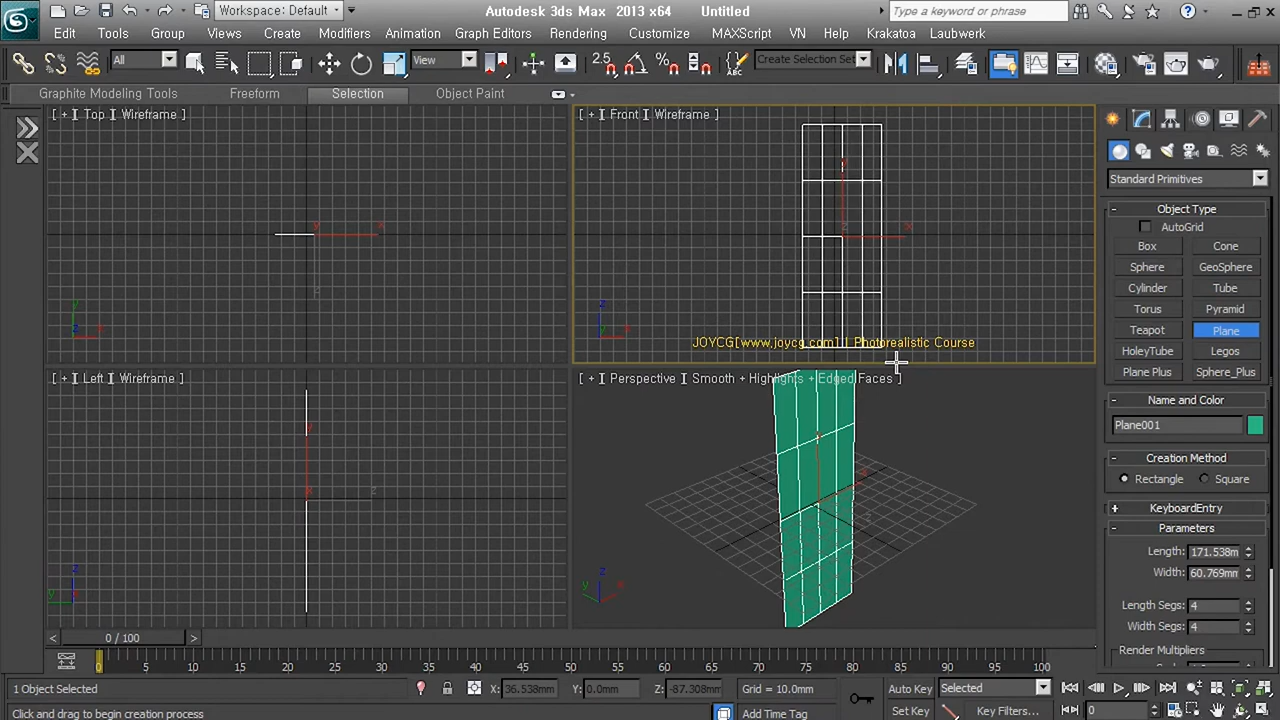 Workspace: Default
Autodesk 3ds Max  2013 x64
Untitled
Type a keyword or phrase
Edit
Tools
Group
Views
Create
Modifiers
Animation
Graph Editors
Rendering
Customize
MAXScript
VN
Help
Krakatoa
Laubwerk
All
View
2.5
Create Selection Set
Graphite Modeling Tools
Freeform
Selection
Object Paint
[ + ][ Top ][ Wireframe ]
[ + ][ Front ][ Wireframe ]
Standard Primitives
- Object Type
AutoGrid
Box
Cone
Sphere
GeoSphere
Cylinder
Tube
Torus
Pyramid
Teapot
Plane
HoleyTube
Legos
Plane Plus
Sphere_Plus
JOYCG[www.joycg.com] | Photorealistic Course
[ + ][ Left ][ Wireframe ]
[ + ][ Perspective ][ Smooth + Highlights + Edged Faces ]
- Name and Color
Plane001
- Creation Method
Rectangle
Square
+ KeyboardEntry
- Parameters
Length: 171.538m
Width: 60.769mm
Length Segs: 4
Width Segs: 4
Render Multipliers
< 0 / 100 >
0 5 10 15 20 25 30 35 40 45 50 55 60 65 70 75 80 85 90 95 100
1 Object Selected
X: 36.538mm
Y: 0.0mm
Z: -87.308mm
Grid = 10.0mm
Auto Key
Selected
Click and drag to begin creation process
Add Time Tag
Set Key
Key Filters...
0